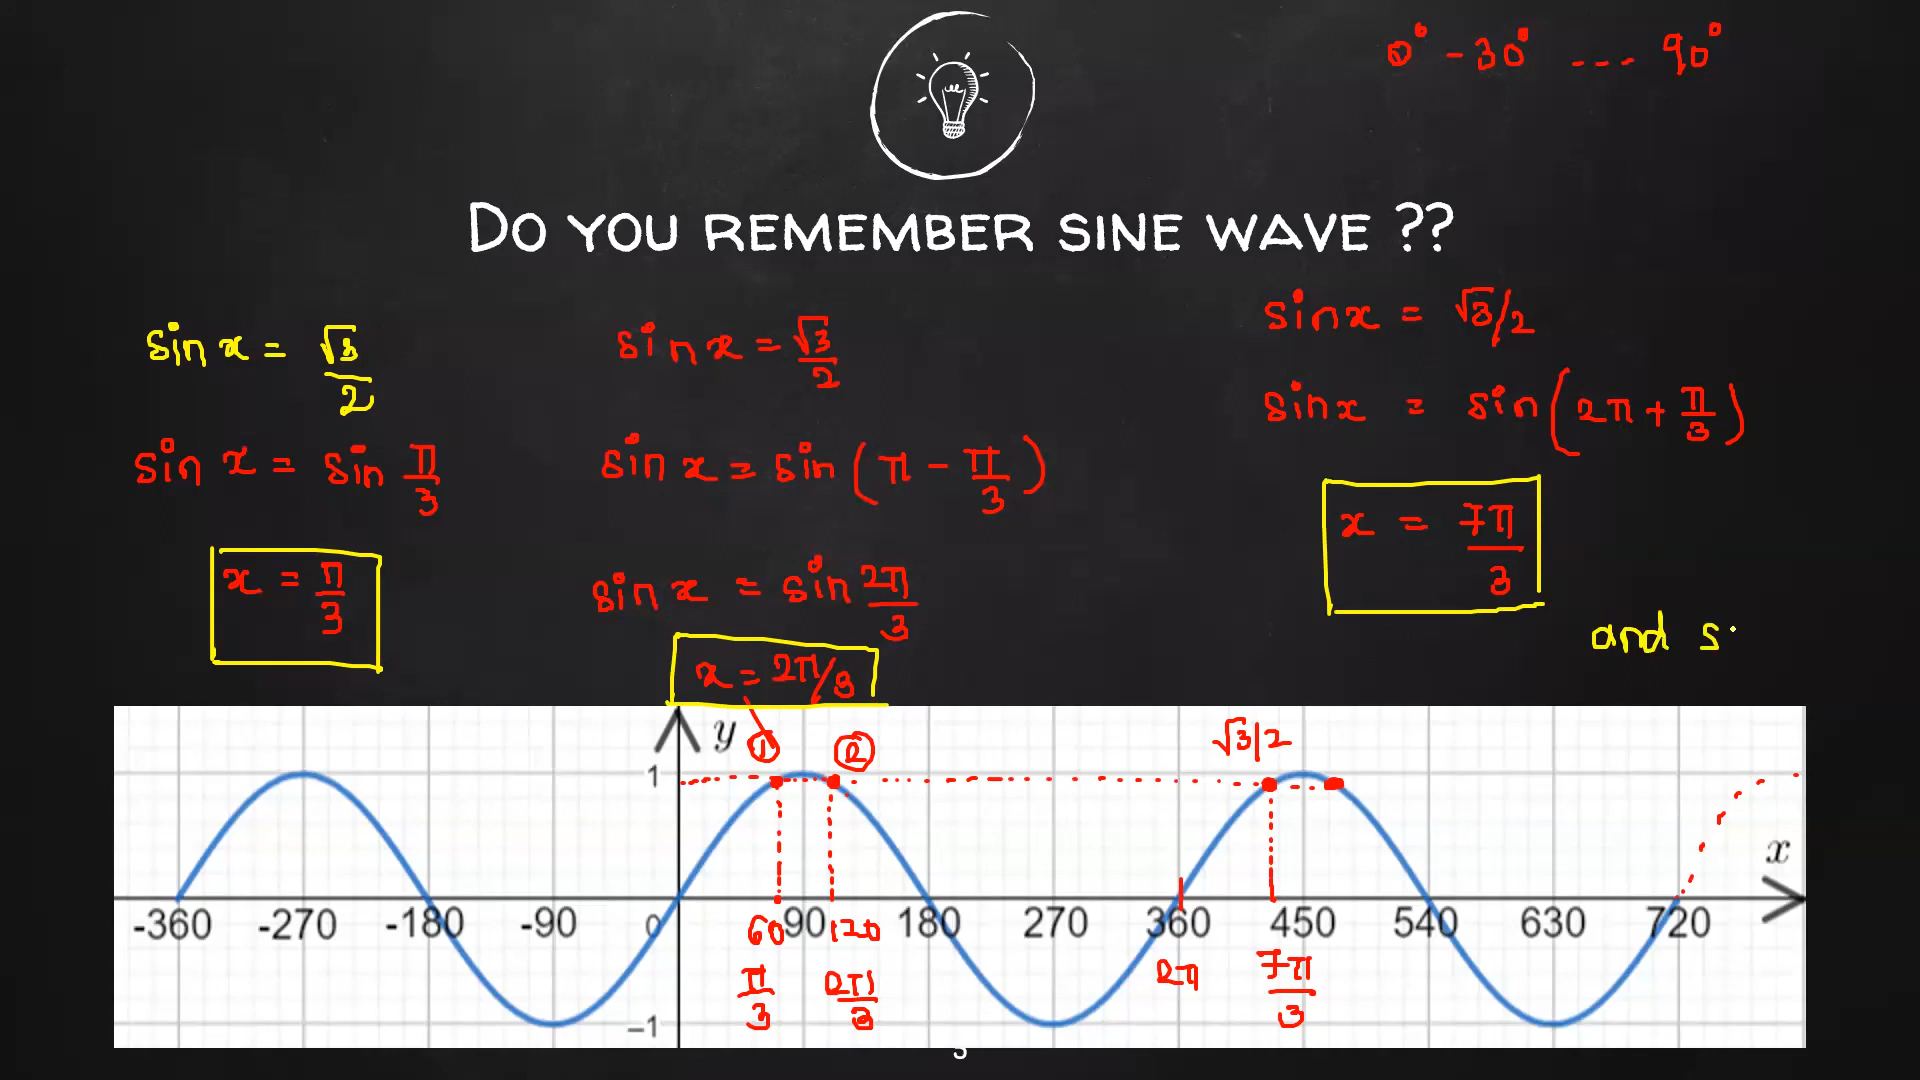 0° - 30° --- 90°
Do you remember sine wave ??
sin x = √3/2
sin x = sin π/3
x = π/3
sin x = √3/2
sin x = sin (π - π/3)
sin x = sin 2π/3
x = 2π/3
sin x = √3/2
sin x = sin (2π + π/3)
x = 7π/3
and s
y
① ② √3/2
1
x
-360 -270 -180 -90 0 60 90 120 180 270 360 450 540 630 720
π/3 2π/3 2π 7π/3
–1